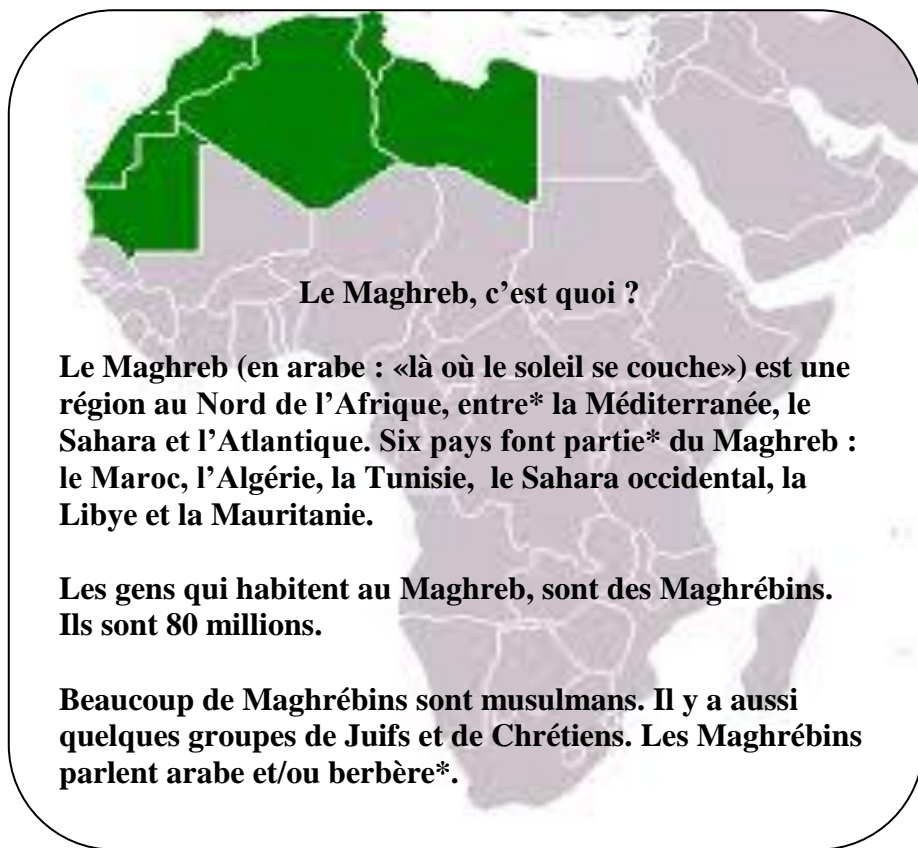 Le Maghreb, c’est quoi ?
Le Maghreb (en arabe : «là où le soleil se couche») est une
région au Nord de l’Afrique, entre* la Méditerranée, le
Sahara et l’Atlantique. Six pays font partie* du Maghreb :
le Maroc, l’Algérie, la Tunisie, le Sahara occidental, la
Libye et la Mauritanie.
Les gens qui habitent au Maghreb, sont des Maghrébins.
Ils sont 80 millions.
Beaucoup de Maghrébins sont musulmans. Il y a aussi
quelques groupes de Juifs et de Chrétiens. Les Maghrébins
parlent arabe et/ou berbère*.